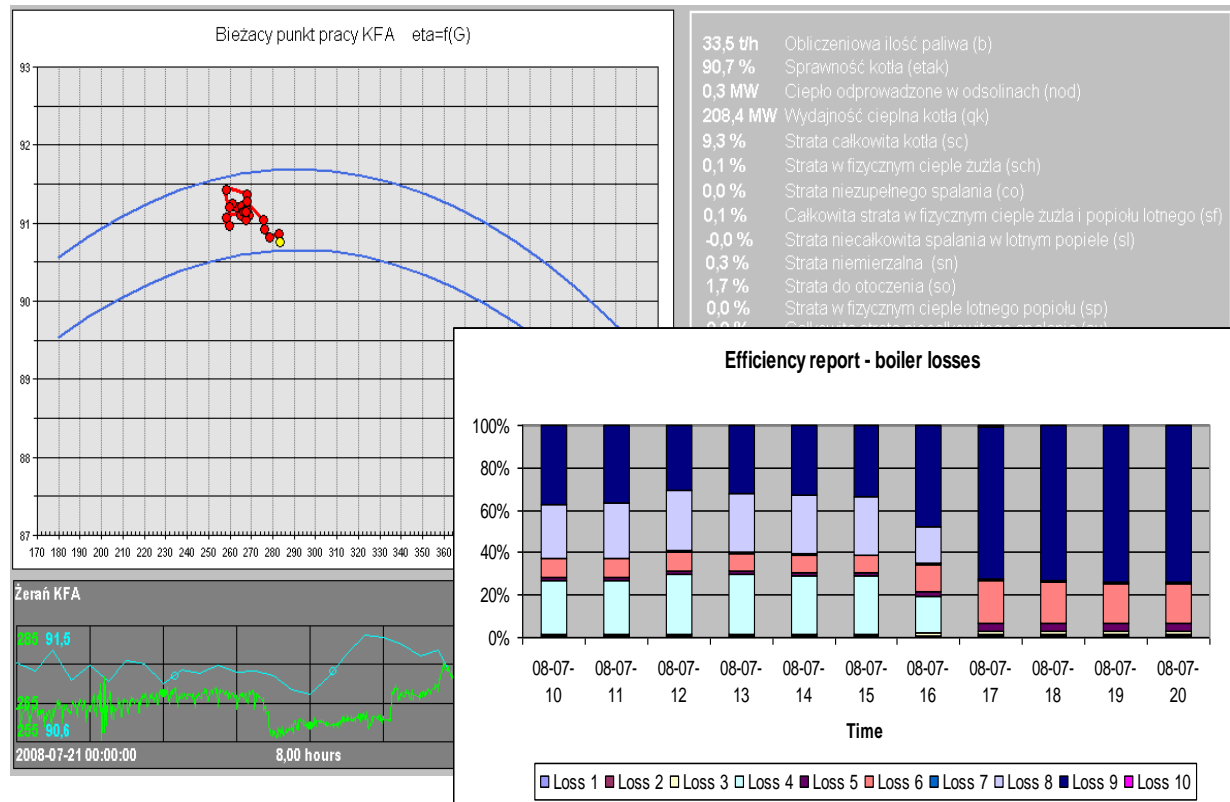 Bieżacy punkt pracy KFA eta=f(G)
93
92
91
90
89
88
87
170 180 190 200 210 220 230 240 250 260 270 280 290 300 310 320 330 340 350 360
33,5 t/h Obliczeniowa ilość paliwa (b)
90,7 % Sprawność kotła (etak)
0,3 MW Ciepło odprowadzone w odsolinach (nod)
208,4 MW Wydajność cieplna kotła (qk)
9,3 % Strata całkowita kotła (sc)
0,1 % Strata w fizycznym cieple żużla (sch)
0,0 % Strata niezupełnego spalania (co)
0,1 % Całkowita strata w fizycznym cieple żużla i popiołu lotnego (sf)
-0,0 % Strata niecałkowita spalania w lotnym popiele (sl)
0,3 % Strata niemierzalna (sn)
1,7 % Strata do otoczenia (so)
0,0 % Strata w fizycznym cieple lotnego popiołu (sp)
Żerań KFA
285 91,5
265
255 90,6
2008-07-21 00:00:00 8,00 hours
Efficiency report - boiler losses
100%
80%
60%
40%
20%
0%
08-07-10 08-07-11 08-07-12 08-07-13 08-07-14 08-07-15 08-07-16 08-07-17 08-07-18 08-07-19 08-07-20
Time
Loss 1 Loss 2 Loss 3 Loss 4 Loss 5 Loss 6 Loss 7 Loss 8 Loss 9 Loss 10